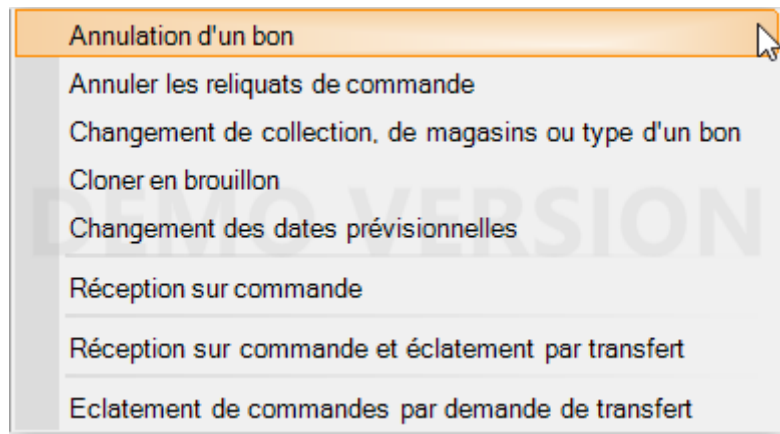 Annulation d'un bon
Annuler les reliquats de commande
Changement de collection, de magasins ou type d'un bon
Cloner en brouillon
DEMO VERSION
Changement des dates prévisionnelles
Réception sur commande
Réception sur commande et éclatement par transfert
Eclatement de commandes par demande de transfert